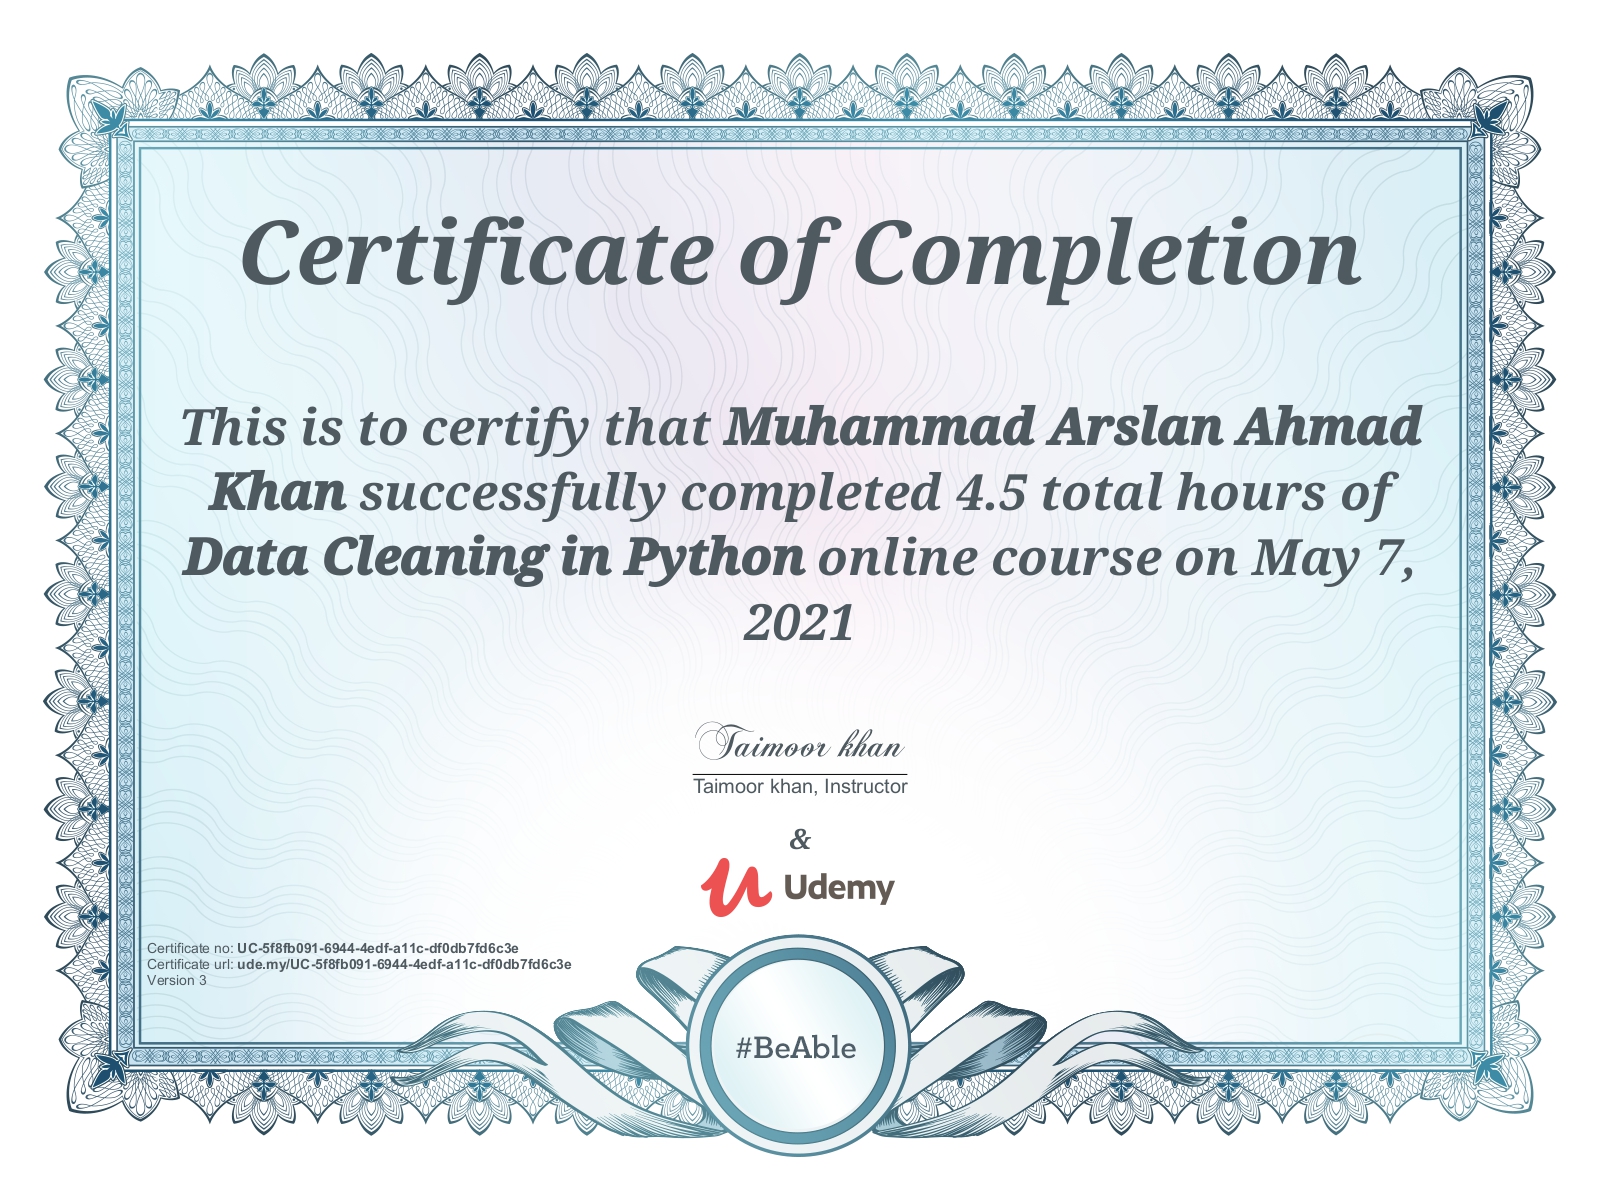 Certificate of Completion
This is to certify that Muhammad Arslan Ahmad
Khan successfully completed 4.5 total hours of
Data Cleaning in Python online course on May 7,
2021
Taimoor khan
Taimoor khan, Instructor
&
Udemy
Certificate no: UC-5f8fb091-6944-4edf-a11c-df0db7fd6c3e
Certificate url: ude.my/UC-5f8fb091-6944-4edf-a11c-df0db7fd6c3e
Version 3
#BeAble